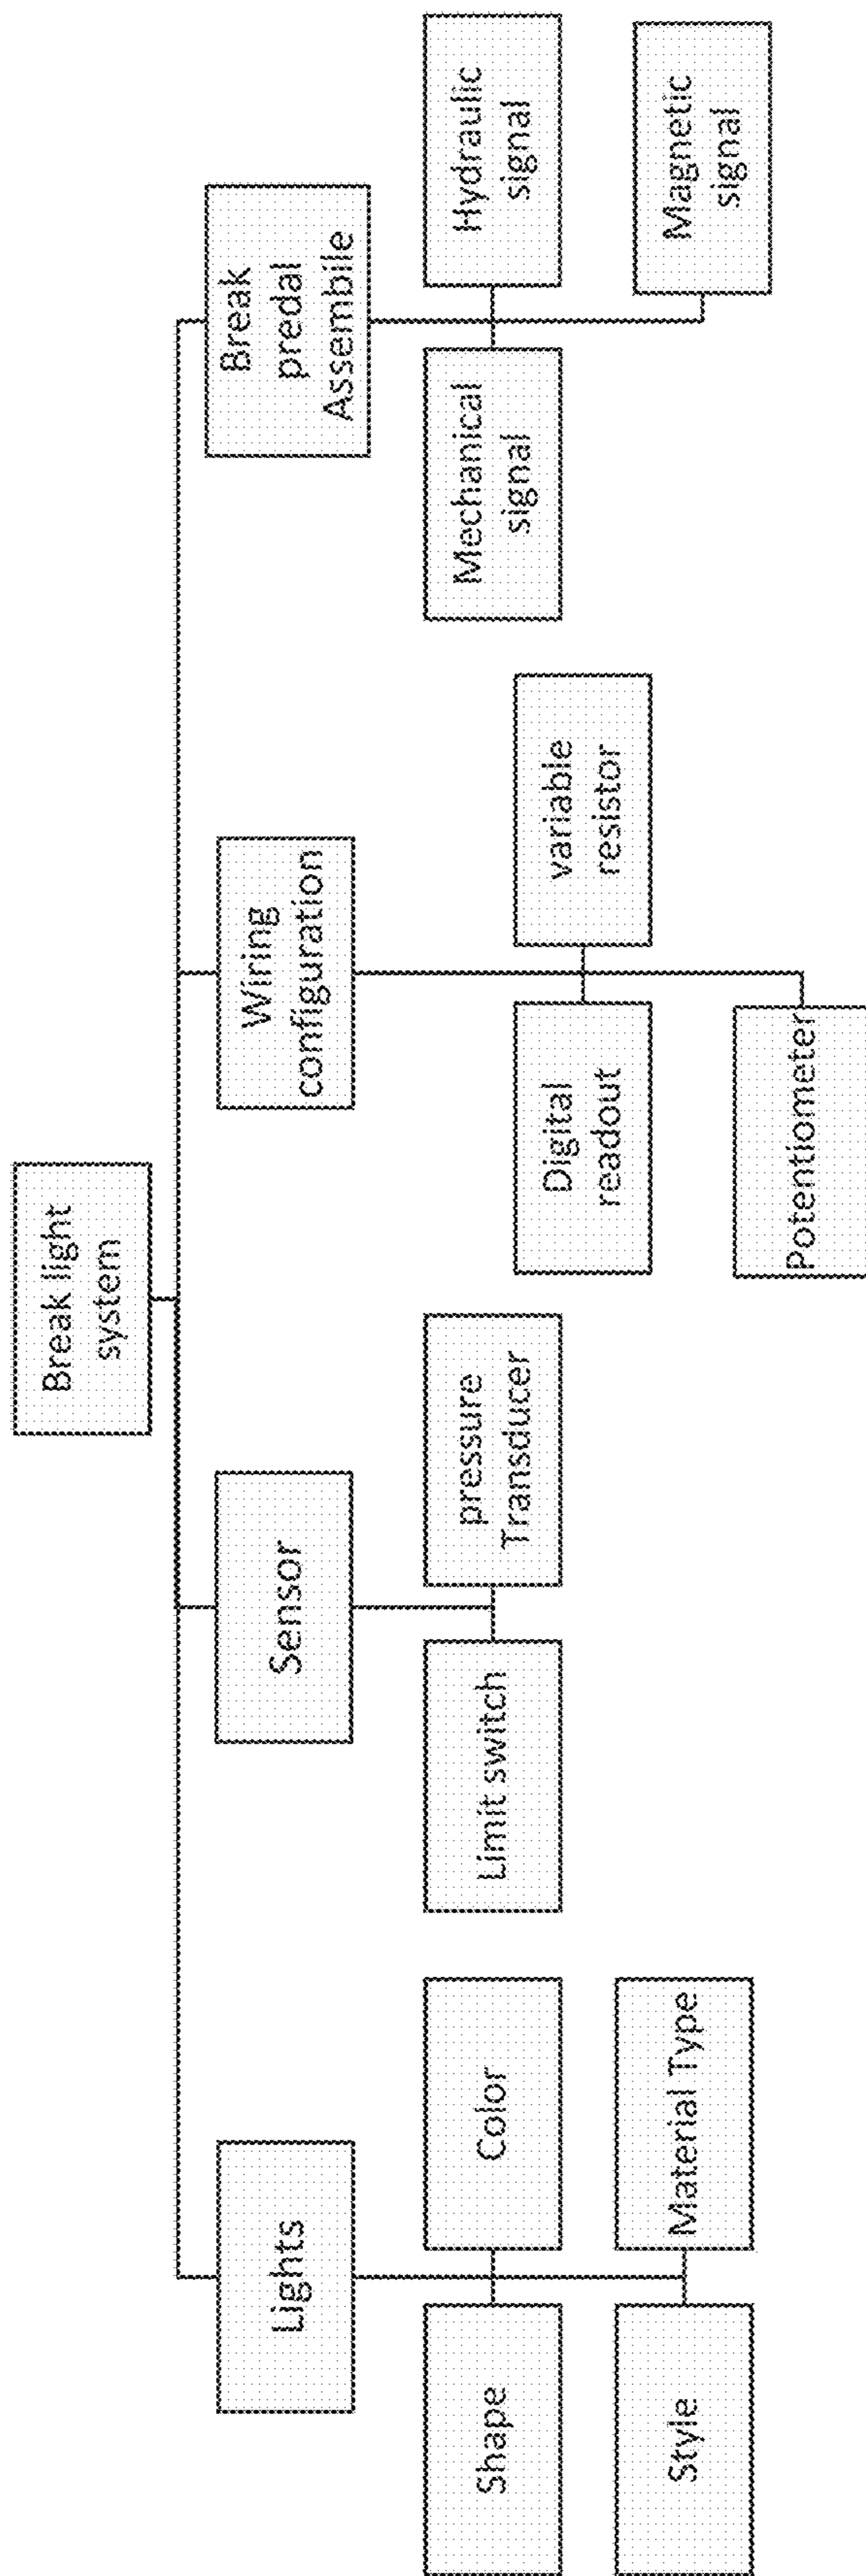 Break light
system
Lights
Sensor
Wiring
configuration
Break
predal
Assembile
Shape
Color
Style
Material Type
Limit switch
pressure
Transducer
Digital
readout
variable
resistor
Potentiometer
Mechanical
signal
Hydraulic
signal
Magnetic
signal